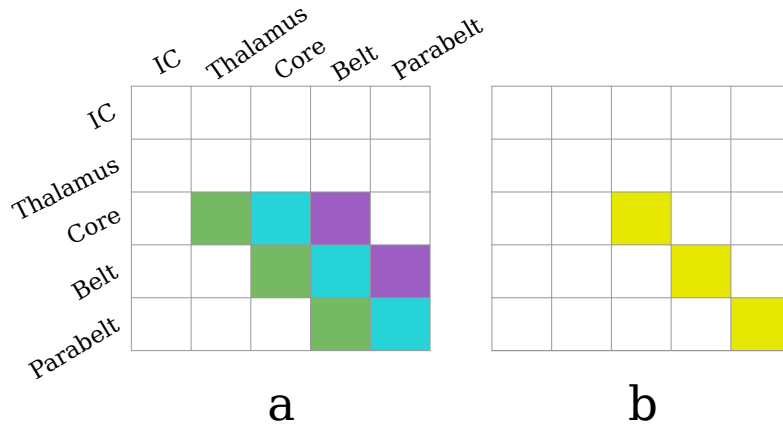 IC Thalamus Core Belt Parabelt
IC
Thalamus
Core
Belt
Parabelt
a b